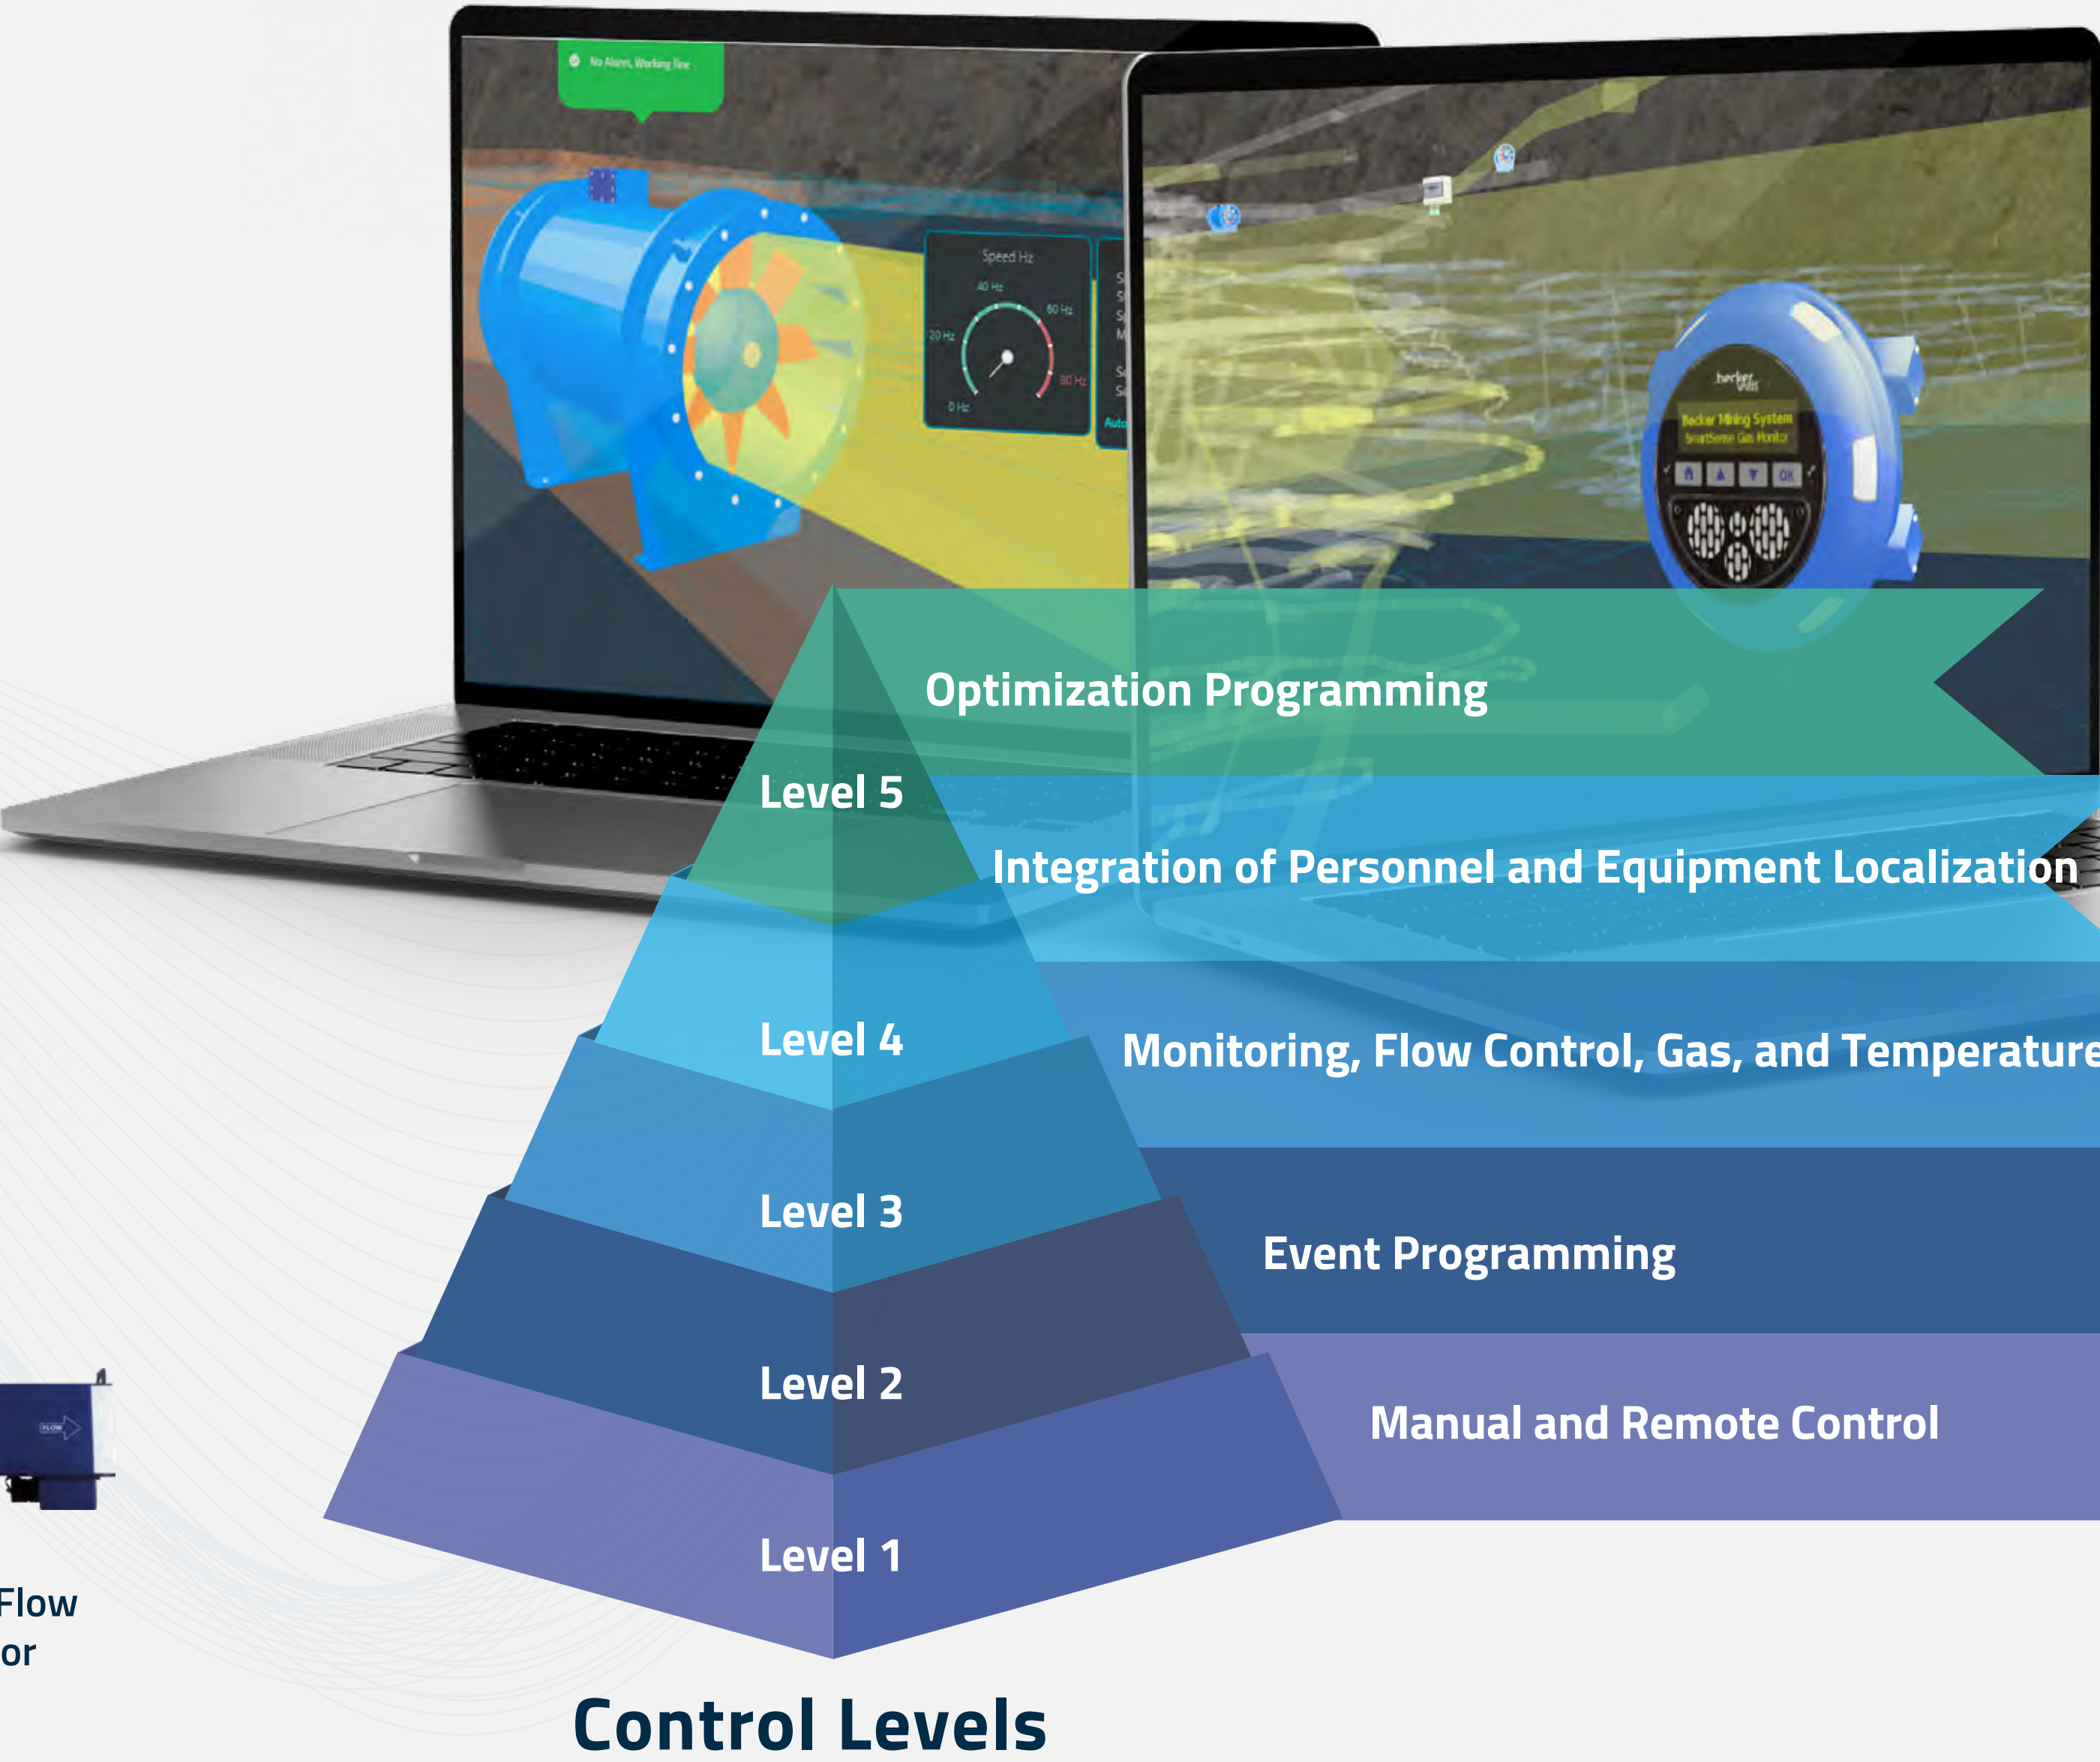 No Alarm, Working fine
Speed Hz
40 Hz
60 Hz
20 Hz
80 Hz
0 Hz
Auto
becker
Becker Mining System
SmartSense Gas Monitor
OK
Optimization Programming
Level 5
Integration of Personnel and Equipment Localization
Level 4
Monitoring, Flow Control, Gas, and Temperature
Level 3
Event Programming
Level 2
Manual and Remote Control
Level 1
FLOW
Flow
or
Control Levels